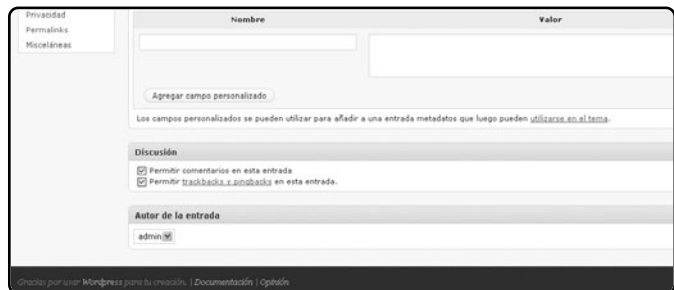 Privacidad
Permalinks
Misceláneas
Nombre
Valor
Agregar campo personalizado
Los campos personalizados se pueden utilizar para añadir a una entrada metadatos que luego pueden utilizarse en el tema.
Discusión
Permitir comentarios en esta entrada
Permitir trackbacks y pingbacks en esta entrada.
Autor de la entrada
admin
Gracias por usar Wordpress para tu creación. | Documentación | Opinión